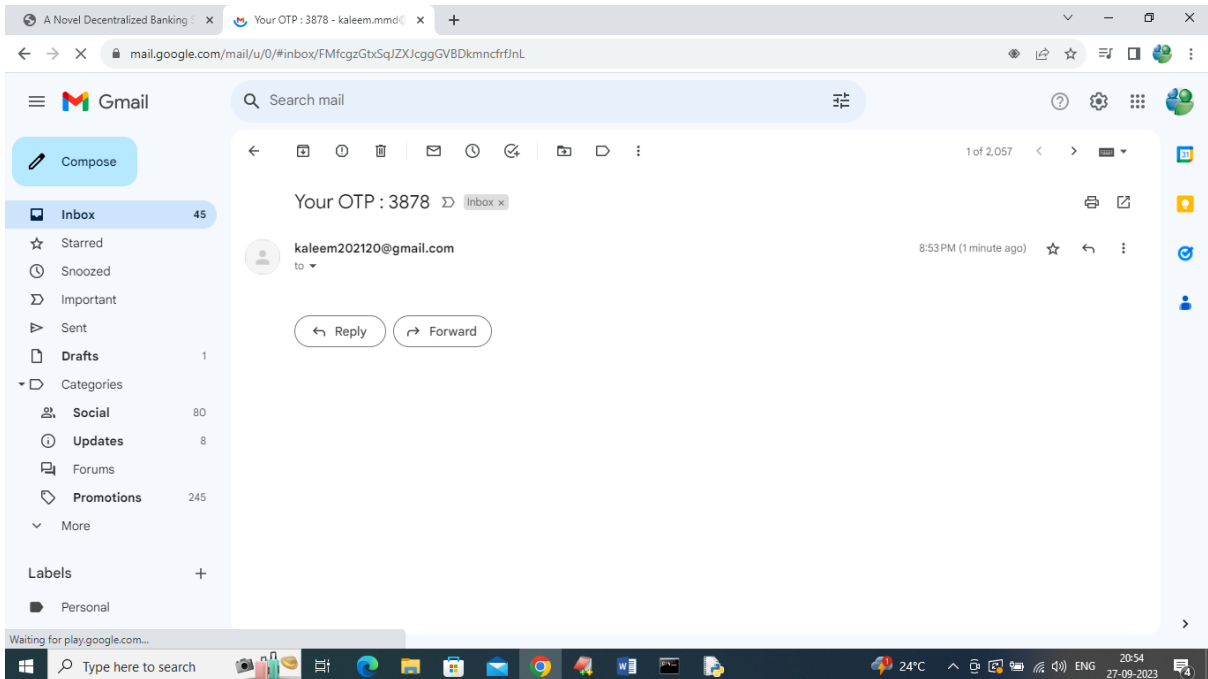 A Novel Decentralized Banking S
Your OTP : 3878 - kaleem.mmd@
mail.google.com/mail/u/0/#inbox/FMfcgzGtxSqJZXJcggGVBDkmncfrfJnL
Gmail
Search mail
Compose
1 of 2,057
31
Your OTP : 3878 Inbox x
Inbox 45
kaleem202120@gmail.com 8:53 PM (1 minute ago)
to
Starred
Snoozed
Important
Reply Forward
Sent
Drafts 1
Categories
Social 80
Updates 8
Forums
Promotions 245
More
Labels +
Personal
Waiting for play.google.com...
Type here to search
24°C ENG 20:54
27-09-2023
4